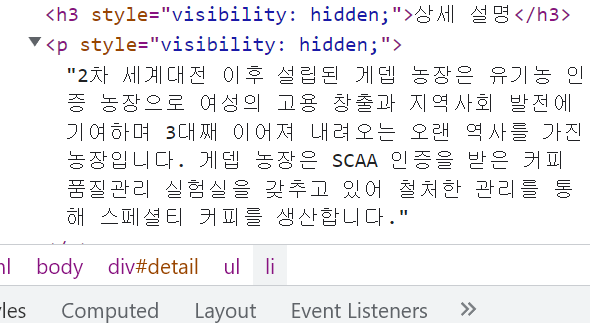 <h3 style="visibility: hidden;">상세 설명</h3>
▼<p style="visibility: hidden;">
"2차 세계대전 이후 설립된 게뎁 농장은 유기농 인
증 농장으로 여성의 고용 창출과 지역사회 발전에
기여하며 3대째 이어져 내려오는 오랜 역사를 가진
농장입니다. 게뎁 농장은 SCAA 인증을 받은 커피
품질관리 실험실을 갖추고 있어 철처한 관리를 통
해 스페셜티 커피를 생산합니다."
ml body div#detail ul li
yles Computed Layout Event Listeners »